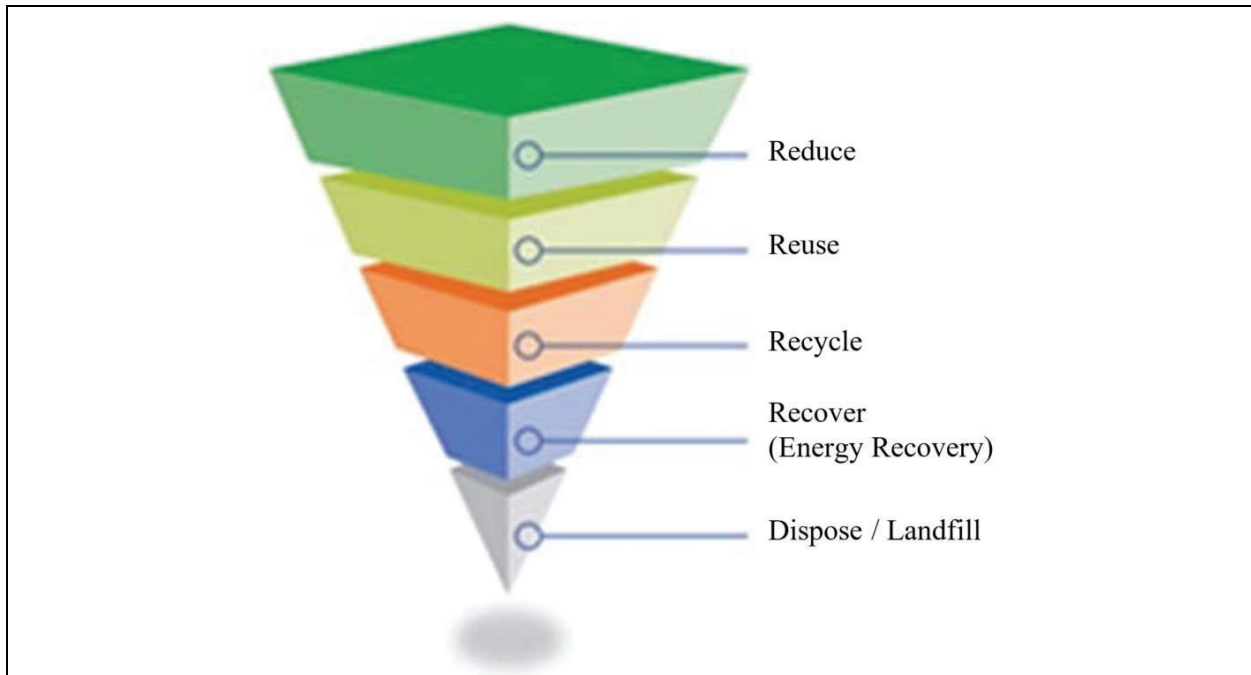 Reduce
Reuse
Recycle
Recover
(Energy Recovery)
Dispose / Landfill